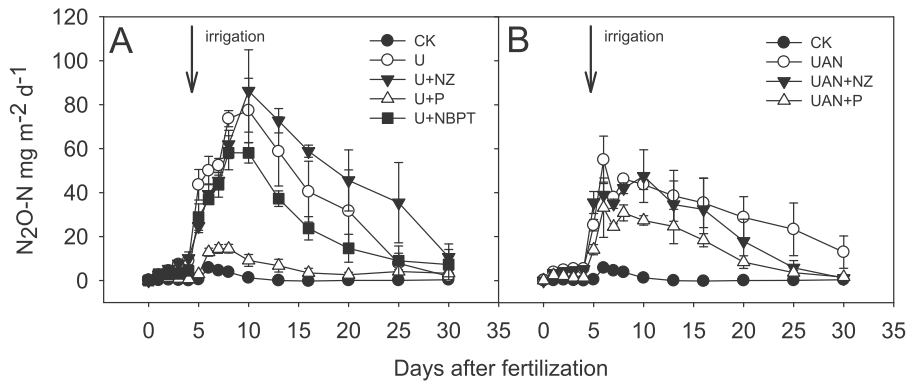 A
irrigation
CK
U
U+NZ
U+P
U+NBPT
B
irrigation
CK
UAN
UAN+NZ
UAN+P
N2O-N mg m-2 d-1
120
100
80
60
40
20
0
0 5 10 15 20 25 30 35
0 5 10 15 20 25 30 35
Days after fertilization